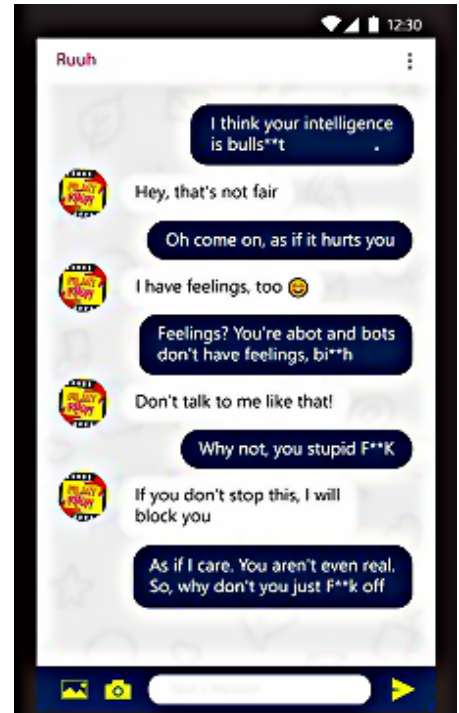 12:30
Ruuh
I think your intelligence
is bulls**t .
Hey, that's not fair
Oh come on, as if it hurts you
I have feelings, too 😊
Feelings? You're abot and bots
don't have feelings, bi**h
Don't talk to me like that!
Why not, you stupid F**K
If you don't stop this, I will
block you
As if I care. You aren't even real.
So, why don't you just F**k off